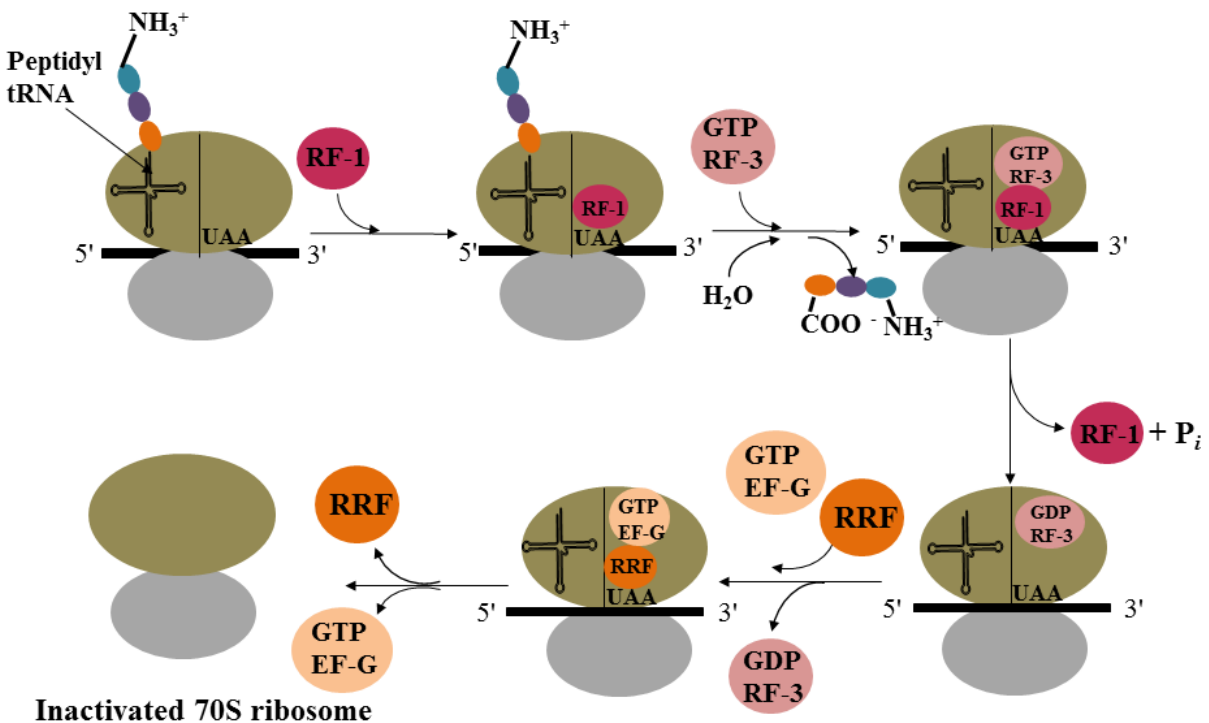 NH₃⁺
Peptidyl
tRNA
5'
UAA
3'
RF-1
NH₃⁺
RF-1
5'
UAA
3'
GTP
RF-3
H₂O
COO⁻
NH₃⁺
GTP
RF-3
RF-1
5'
UAA
3'
RF-1 + Pᵢ
GDP
RF-3
5'
UAA
3'
GTP
EF-G
RRF
GDP
RF-3
GTP
EF-G
RRF
5'
UAA
3'
RRF
GTP
EF-G
Inactivated 70S ribosome